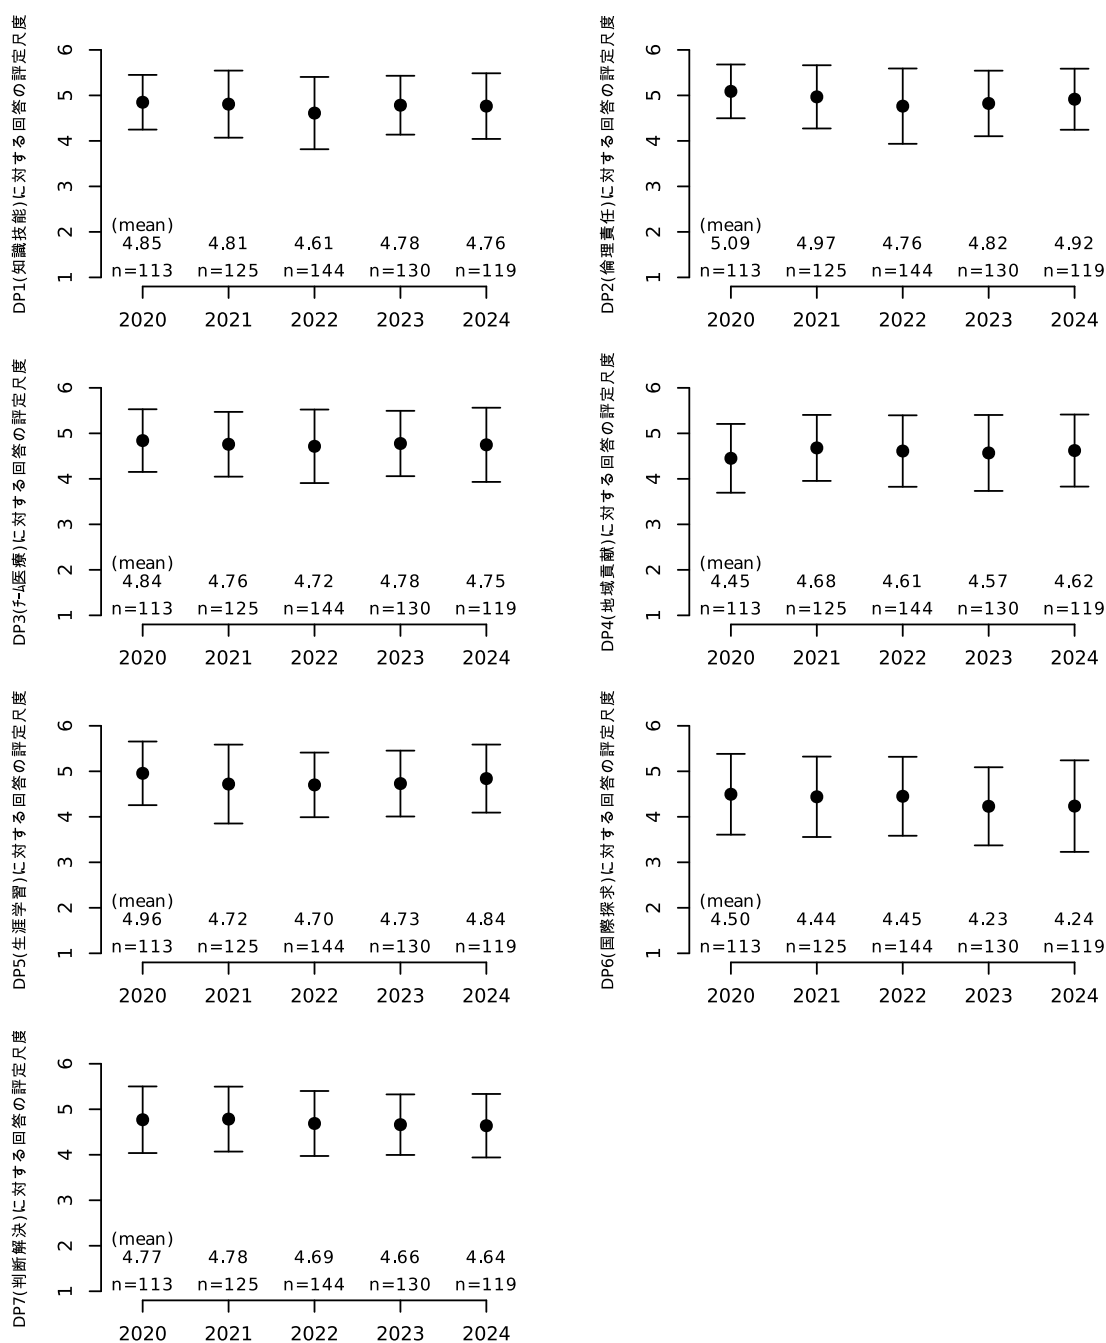 DP1(知識技能)に対する回答の評定尺度
6
5
4
3
2
1
(mean)
4.85 4.81 4.61 4.78 4.76
n=113 n=125 n=144 n=130 n=119
2020 2021 2022 2023 2024
DP2(倫理責任)に対する回答の評定尺度
6
5
4
3
2
1
(mean)
5.09 4.97 4.76 4.82 4.92
n=113 n=125 n=144 n=130 n=119
2020 2021 2022 2023 2024
DP3(ﾁｰﾑ医療)に対する回答の評定尺度
6
5
4
3
2
1
(mean)
4.84 4.76 4.72 4.78 4.75
n=113 n=125 n=144 n=130 n=119
2020 2021 2022 2023 2024
DP4(地域貢献)に対する回答の評定尺度
6
5
4
3
2
1
(mean)
4.45 4.68 4.61 4.57 4.62
n=113 n=125 n=144 n=130 n=119
2020 2021 2022 2023 2024
DP5(生涯学習)に対する回答の評定尺度
6
5
4
3
2
1
(mean)
4.96 4.72 4.70 4.73 4.84
n=113 n=125 n=144 n=130 n=119
2020 2021 2022 2023 2024
DP6(国際探求)に対する回答の評定尺度
6
5
4
3
2
1
(mean)
4.50 4.44 4.45 4.23 4.24
n=113 n=125 n=144 n=130 n=119
2020 2021 2022 2023 2024
DP7(判断解決)に対する回答の評定尺度
6
5
4
3
2
1
(mean)
4.77 4.78 4.69 4.66 4.64
n=113 n=125 n=144 n=130 n=119
2020 2021 2022 2023 2024